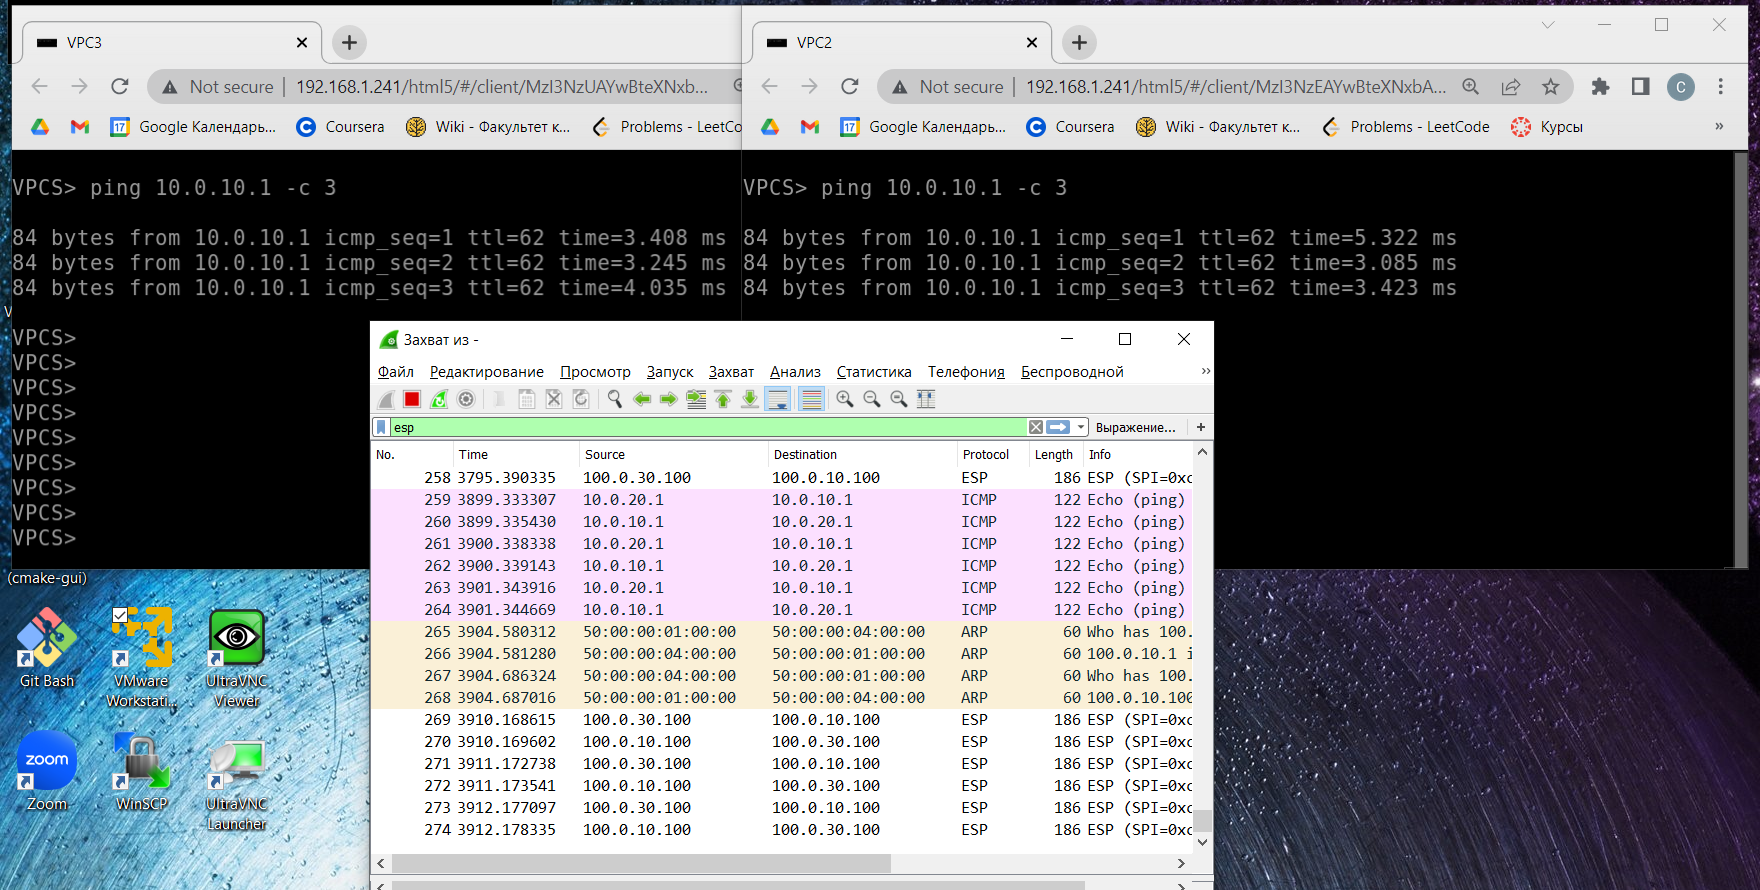 VPC3
Not secure | 192.168.1.241/html5/#/client/MzI3NzUAYwBteXNxb...
Google Календарь...
Coursera
Wiki - Факультет к...
Problems - LeetCo
VPCS> ping 10.0.10.1 -c 3
84 bytes from 10.0.10.1 icmp_seq=1 ttl=62 time=3.408 ms
84 bytes from 10.0.10.1 icmp_seq=2 ttl=62 time=3.245 ms
84 bytes from 10.0.10.1 icmp_seq=3 ttl=62 time=4.035 ms
VPCS>
VPCS>
VPCS>
VPCS>
VPCS>
VPCS>
VPCS>
VPCS>
VPCS>
VPC2
Not secure | 192.168.1.241/html5/#/client/MzI3NzEAYwBteXNxbA...
C
17
Google Календарь...
Coursera
Wiki - Факультет к...
Problems - LeetCode
Курсы
»
VPCS> ping 10.0.10.1 -c 3
84 bytes from 10.0.10.1 icmp_seq=1 ttl=62 time=5.322 ms
84 bytes from 10.0.10.1 icmp_seq=2 ttl=62 time=3.085 ms
84 bytes from 10.0.10.1 icmp_seq=3 ttl=62 time=3.423 ms
Захват из -
Файл Редактирование Просмотр Запуск Захват Анализ Статистика Телефония Беспроводной »
esp
Выражение... +
No. Time Source Destination Protocol Length Info
258 3795.390335 100.0.30.100 100.0.10.100 ESP 186 ESP (SPI=0xc
259 3899.333307 10.0.20.1 10.0.10.1 ICMP 122 Echo (ping)
260 3899.335430 10.0.10.1 10.0.20.1 ICMP 122 Echo (ping)
261 3900.338338 10.0.20.1 10.0.10.1 ICMP 122 Echo (ping)
262 3900.339143 10.0.10.1 10.0.20.1 ICMP 122 Echo (ping)
263 3901.343916 10.0.20.1 10.0.10.1 ICMP 122 Echo (ping)
264 3901.344669 10.0.10.1 10.0.20.1 ICMP 122 Echo (ping)
265 3904.580312 50:00:00:01:00:00 50:00:00:04:00:00 ARP 60 Who has 100.
266 3904.581280 50:00:00:04:00:00 50:00:00:01:00:00 ARP 60 100.0.10.1 i
267 3904.686324 50:00:00:04:00:00 50:00:00:01:00:00 ARP 60 Who has 100.
268 3904.687016 50:00:00:01:00:00 50:00:00:04:00:00 ARP 60 100.0.10.100
269 3910.168615 100.0.30.100 100.0.10.100 ESP 186 ESP (SPI=0xc
270 3910.169602 100.0.10.100 100.0.30.100 ESP 186 ESP (SPI=0xc
271 3911.172738 100.0.30.100 100.0.10.100 ESP 186 ESP (SPI=0xc
272 3911.173541 100.0.10.100 100.0.30.100 ESP 186 ESP (SPI=0xc
273 3912.177097 100.0.30.100 100.0.10.100 ESP 186 ESP (SPI=0xc
274 3912.178335 100.0.10.100 100.0.30.100 ESP 186 ESP (SPI=0xc
(cmake-gui)
Git Bash
VMware
Workstati...
UltraVNC
Viewer
zoom
Zoom
WinSCP
UltraVNC
Launcher